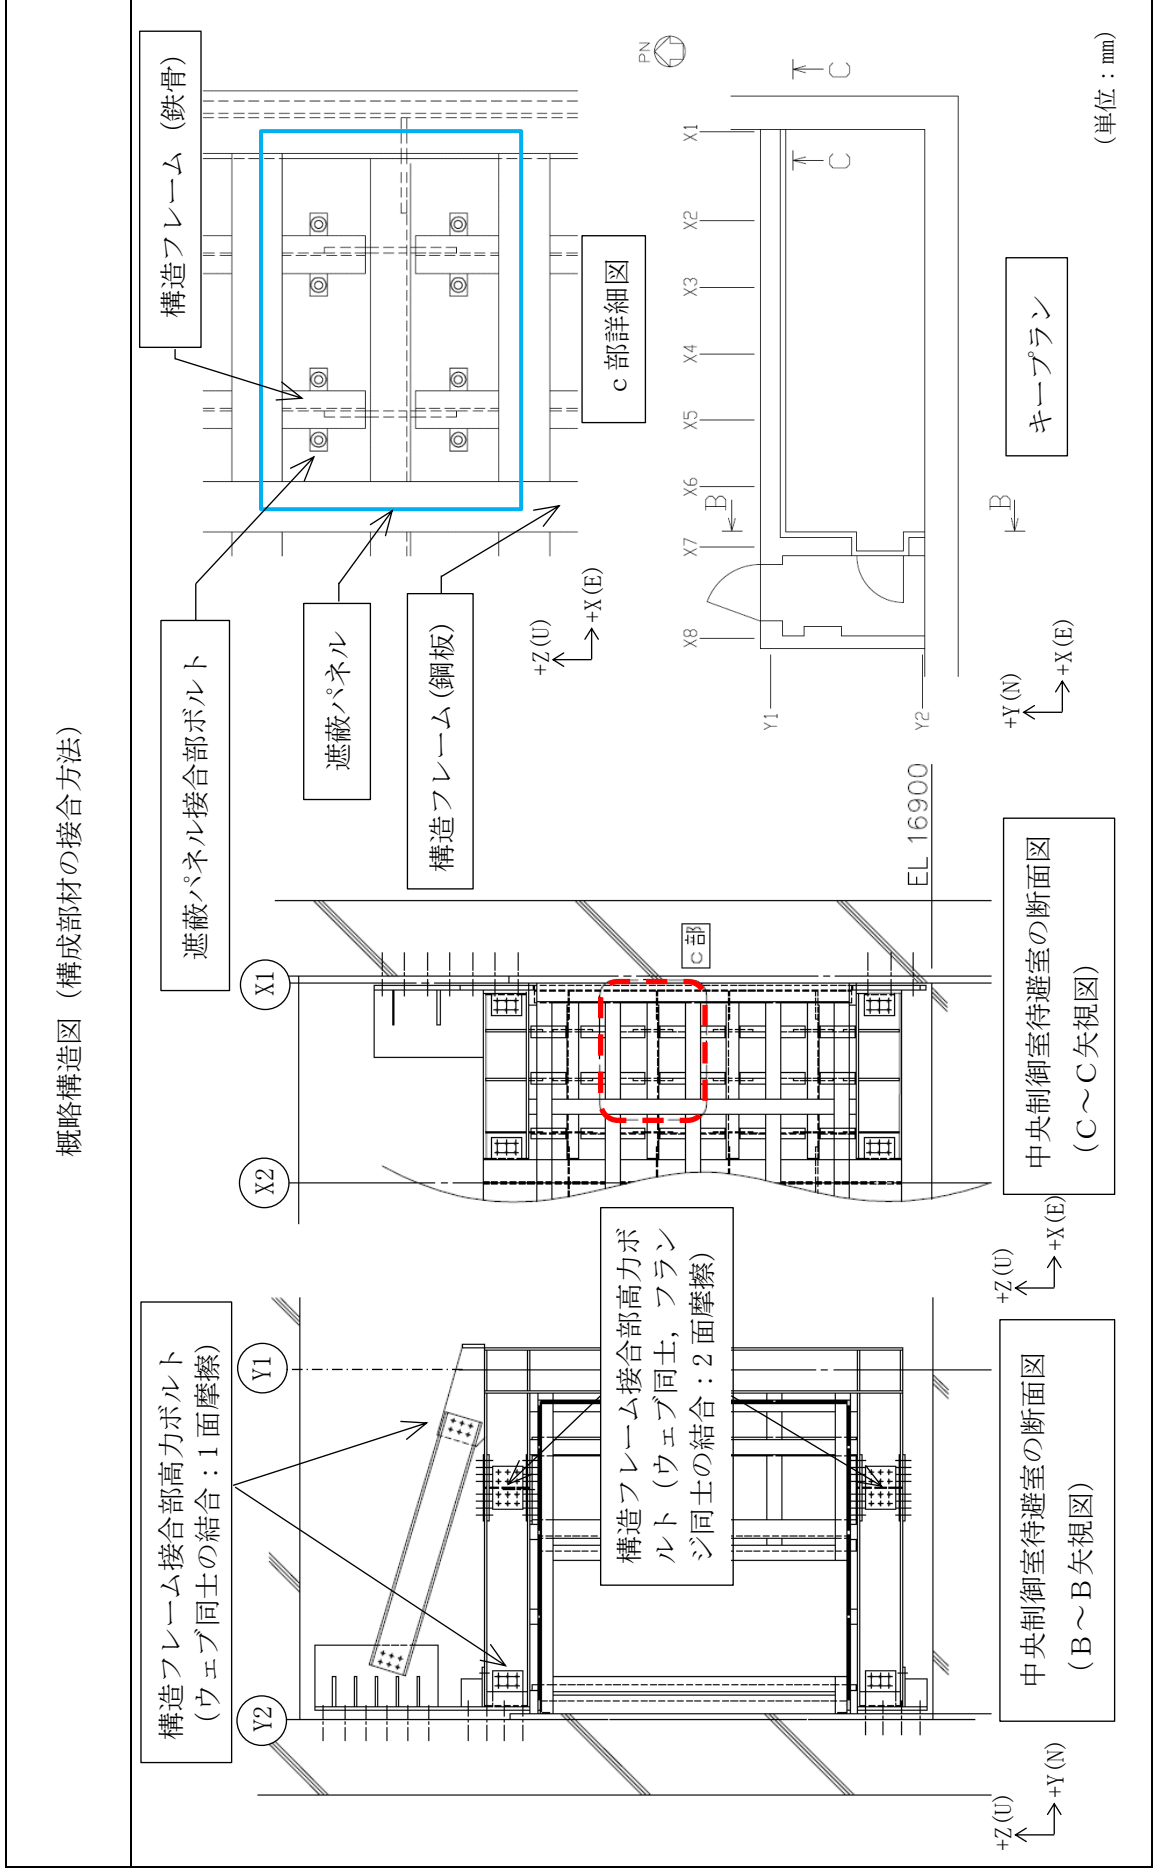 概略構造図 (構成部材の接合方法)
構造フレーム接合部高力ボルト
(ウェブ同士の結合：1面摩擦)
Y2
Y1
構造フレーム接合部高力ボ
ルト (ウェブ同士, フラン
ジ同士の結合：2面摩擦)
+Z(U)
+Y(N)
中央制御室待避室の断面図
(B～B矢視図)
X2
X1
c部
EL 16900
+Z(U)
+X(E)
中央制御室待避室の断面図
(C～C矢視図)
遮蔽パネル接合部ボルト
遮蔽パネル
構造フレーム(鋼板)
構造フレーム (鉄骨)
+Z(U)
+X(E)
c部詳細図
PN
X8
X7
X6
X5
X4
X3
X2
X1
B
B
C
C
Y1
Y2
+Y(N)
+X(E)
キープラン
(単位：mm)